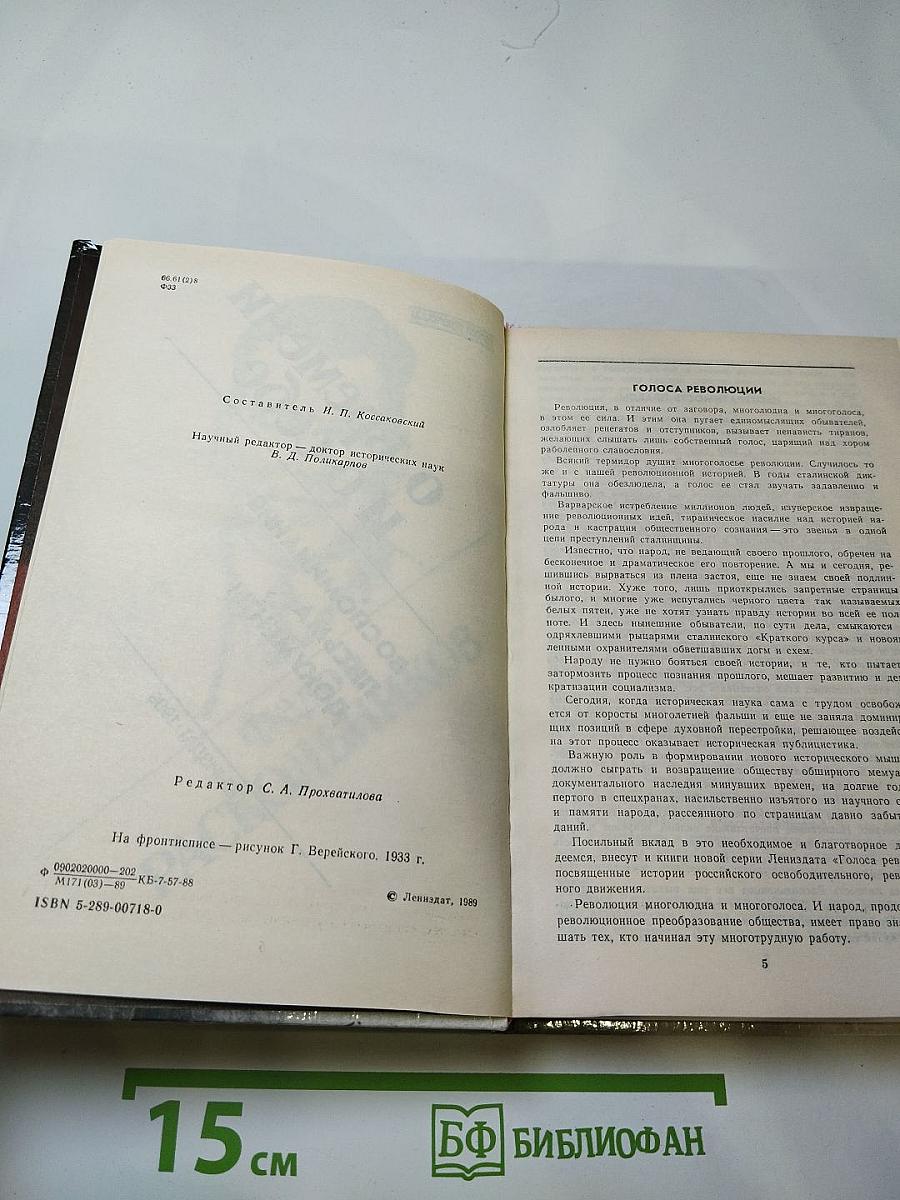 66.61(2)8
Ф33
Составитель И. П. Коссаковский
Научный редактор — доктор исторических наук
В. Д. Поликарпов
Редактор С. А. Прохватилова
На фронтисписе — рисунок Г. Верейского. 1933 г.
Ф 0902020000—202
М171(03)—89 КБ-7-57-88
ISBN 5-289-00718-0
© Лениздат, 1989
ГОЛОСА РЕВОЛЮЦИИ
Революция, в отличие от заговора, многолюдна и многоголоса,
в этом ее сила. И этим она пугает единомыслящих обывателей,
озлобляет ренегатов и отступников, вызывает ненависть тиранов,
желающих слышать лишь собственный голос, царящий над хором
раболепного славословия.
Всякий термидор душит многоголосье революции. Случилось то
же и с нашей революционной историей. В годы сталинской дик-
татуры она обезлюдела, а голос ее стал звучать задавленно и
фальшиво.
Варварское истребление миллионов людей, изуверское извраще-
ние революционных идей, тираническое насилие над историей на-
рода и кастрация общественного сознания — это звенья в одной
цепи преступлений сталинщины.
Известно, что народ, не ведающий своего прошлого, обречен на
бесконечное и драматическое его повторение. А мы и сегодня, ре-
шившись вырваться из плена застоя, еще не знаем своей подлин-
ной истории. Хуже того, лишь приоткрылись запретные страницы
былого, и многие уже испугались черного цвета так называемых
белых пятен, уже не хотят узнать правду истории во всей ее пол
ноте. И здесь нынешние обыватели, по сути дела, смыкаются
одряхлевшими рыцарями сталинского «Краткого курса» и новоя
ленными охранителями обветшавших догм и схем.
Народу не нужно бояться своей истории, и те, кто пытает
затормозить процесс познания прошлого, мешает развитию и де
кратизации социализма.
Сегодня, когда историческая наука сама с трудом освобож
ется от коросты многолетней фальши и еще не заняла доминир
щих позиций в сфере духовной перестройки, решающее воздейс
на этот процесс оказывает историческая публицистика.
Важную роль в формировании нового исторического мыш
должно сыграть и возвращение обществу обширного мемуа
документального наследия минувших времен, на долгие го
пертого в спецхранах, насильственно изъятого из научного о
и памяти народа, рассеянного по страницам давно забыт
даний.
Посильный вклад в это необходимое и благотворное д
деемся, внесут и книги новой серии Лениздата «Голоса рев
посвященные истории российского освободительного, рев
ного движения.
Революция многолюдна и многоголоса. И народ, продо
революционное преобразование общества, имеет право зн
шать тех, кто начинал эту многотрудную работу.
5
15 см
БФ БИБЛИОФАН